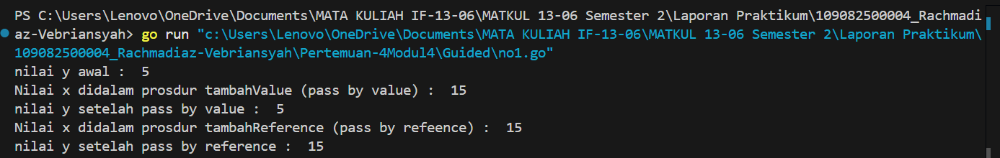 PS C:\Users\Lenovo\OneDrive\Documents\MATA KULIAH IF-13-06\MATKUL 13-06 Semester 2\Laporan Praktikum\109082500004_Rachmadi
az-Vebriansyah> go run "c:\Users\Lenovo\OneDrive\Documents\MATA KULIAH IF-13-06\MATKUL 13-06 Semester 2\Laporan Praktikum\
109082500004_Rachmadiaz-Vebriansyah\Pertemuan-4Modul4\Guided\no1.go"
nilai y awal :  5
Nilai x didalam prosdur tambahValue (pass by value) :  15
nilai y setelah pass by value :  5
Nilai x didalam prosdur tambahReference (pass by refeence) :  15
nilai y setelah pass by reference :  15